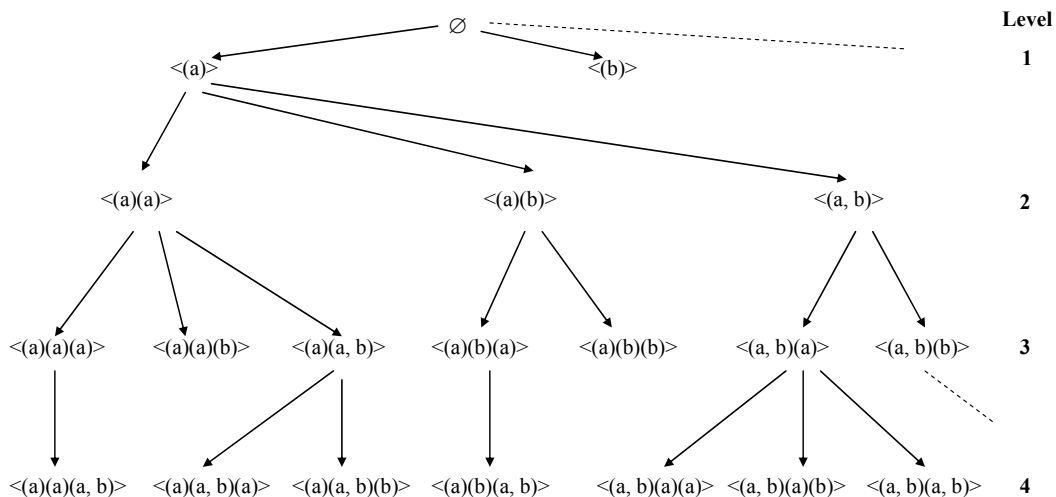 ∅ Level
<(a)> <(b)> 1
<(a)(a)> <(a)(b)> <(a, b)> 2
<(a)(a)(a)> <(a)(a)(b)> <(a)(a, b)> <(a)(b)(a)> <(a)(b)(b)> <(a, b)(a)> <(a, b)(b)> 3
<(a)(a)(a, b)> <(a)(a, b)(a)> <(a)(a, b)(b)> <(a)(b)(a, b)> <(a, b)(a)(a)> <(a, b)(a)(b)> <(a, b)(a, b)> 4